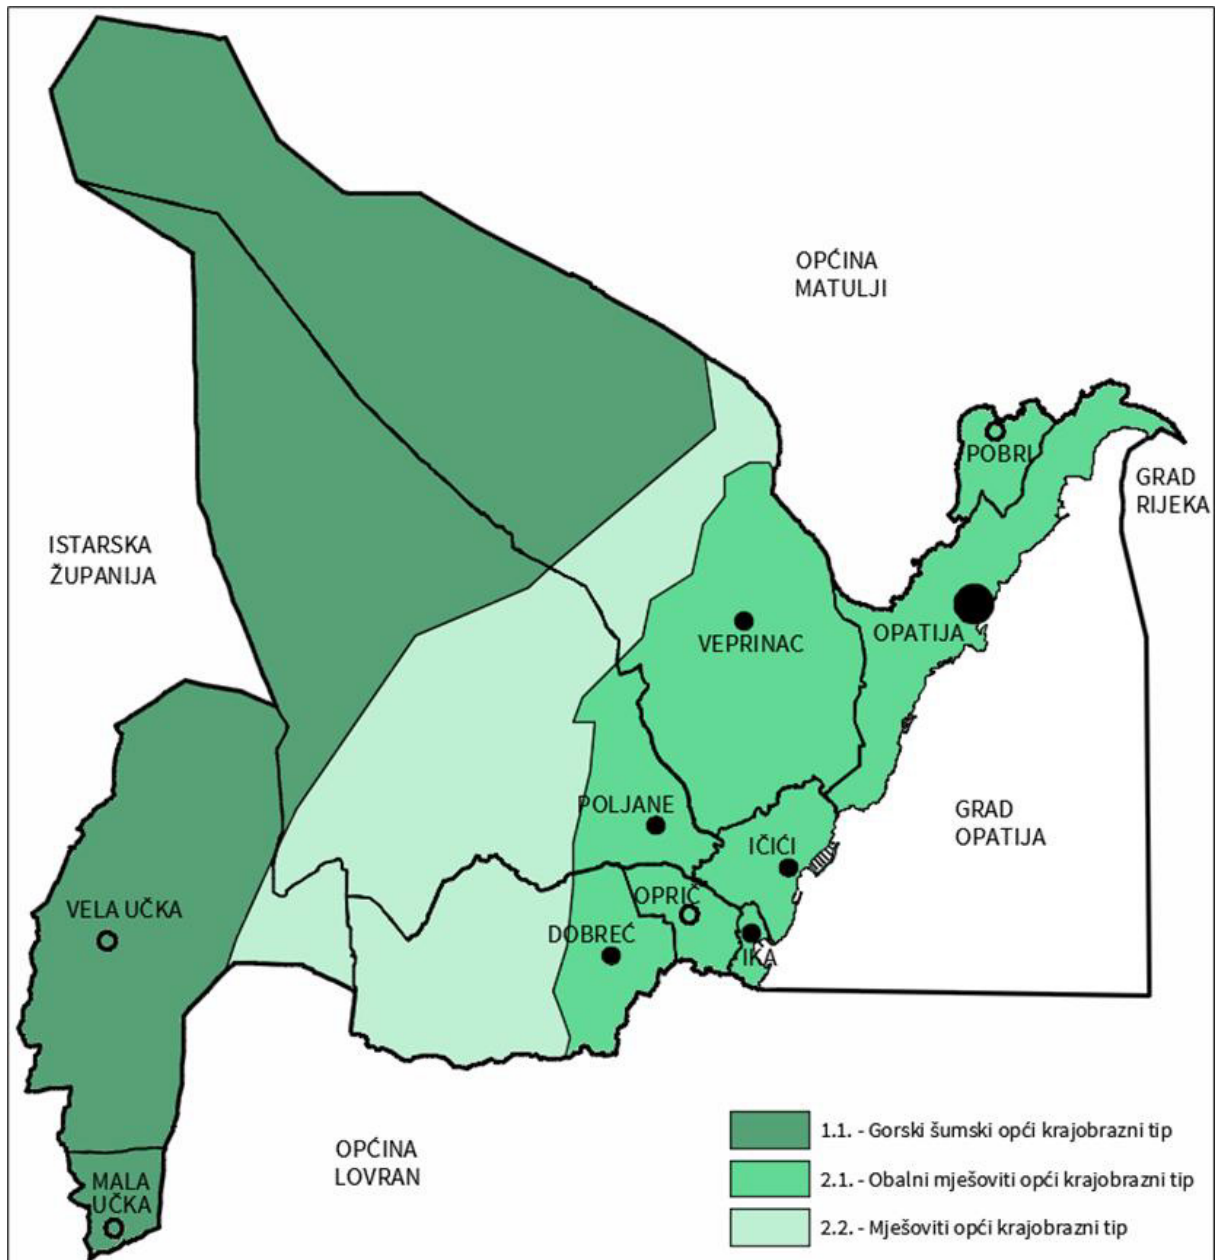 OPĆINA
MATULJI
POBRI
GRAD
RIJEKA
ISTARSKA
ŽUPANIJA
OPATIJA
VEPRINAC
POLJANE
GRAD
OPATIJA
IČIĆI
OPRIČ
VELA UČKA
DOBREĆ
IKA
OPĆINA
LOVRAN
MALA
UČKA
1.1. - Gorski šumski opći krajobrazni tip
2.1. - Obalni mješoviti opći krajobrazni tip
2.2. - Mješoviti opći krajobrazni tip